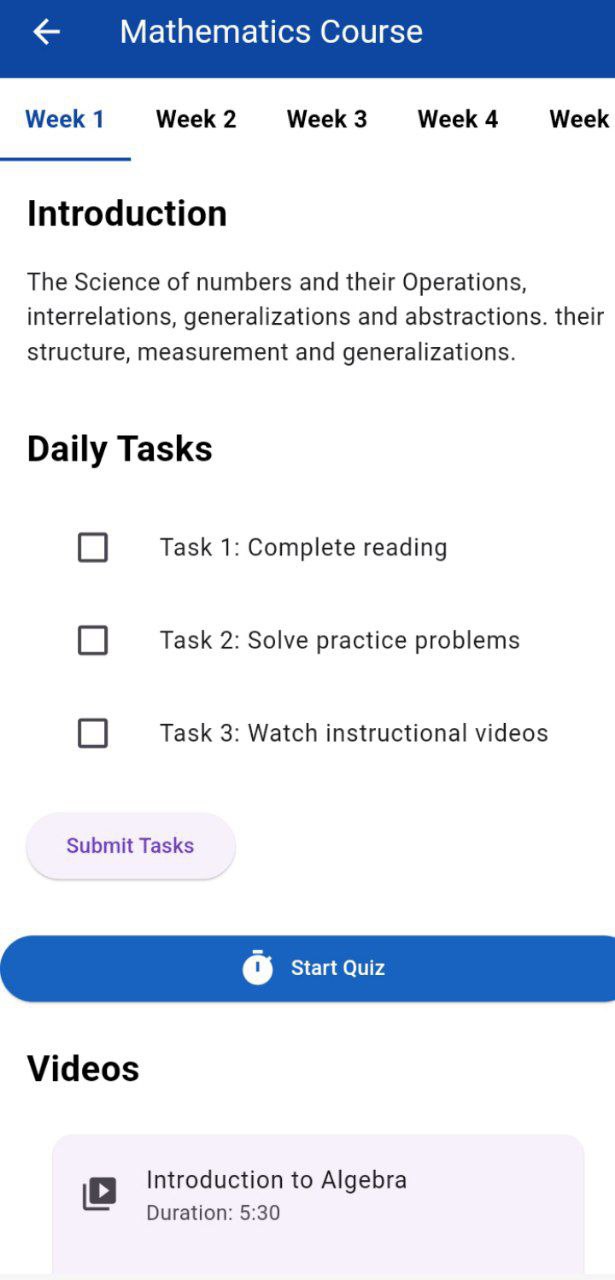 Mathematics Course
Week 1 Week 2 Week 3 Week 4 Week
Introduction
The Science of numbers and their Operations,
interrelations, generalizations and abstractions. their
structure, measurement and generalizations.
Daily Tasks
Task 1: Complete reading
Task 2: Solve practice problems
Task 3: Watch instructional videos
Submit Tasks
Start Quiz
Videos
Introduction to Algebra
Duration: 5:30